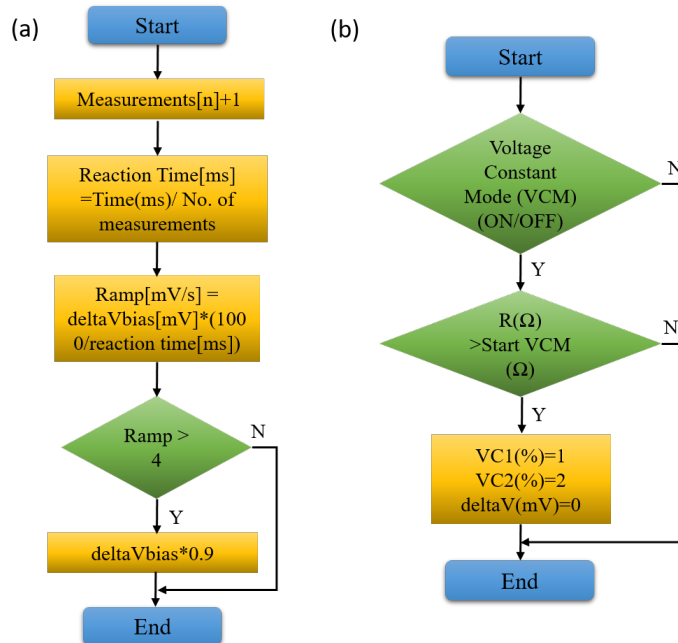 (a)
Start
Measurements[n]+1
Reaction Time[ms]
=Time(ms)/ No. of
measurements
Ramp[mV/s] =
deltaVbias[mV]*(100
0/reaction time[ms])
Ramp >
4
N
Y
deltaVbias*0.9
End
(b)
Start
Voltage
Constant
Mode (VCM)
(ON/OFF)
N
Y
R(Ω)
>Start VCM
(Ω)
N
Y
VC1(%)=1
VC2(%)=2
deltaV(mV)=0
End